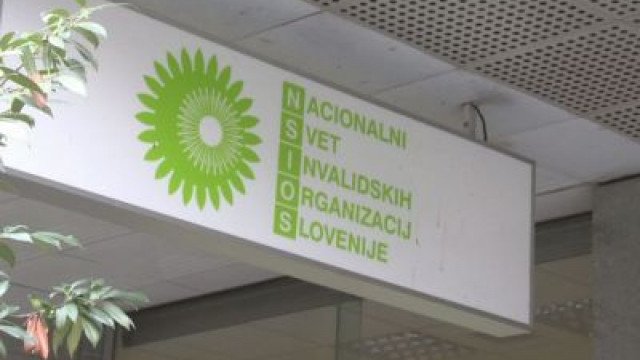 NACIONALNI
SVET
INVALIDSKIH
ORGANIZACIJ
SLOVENIJE